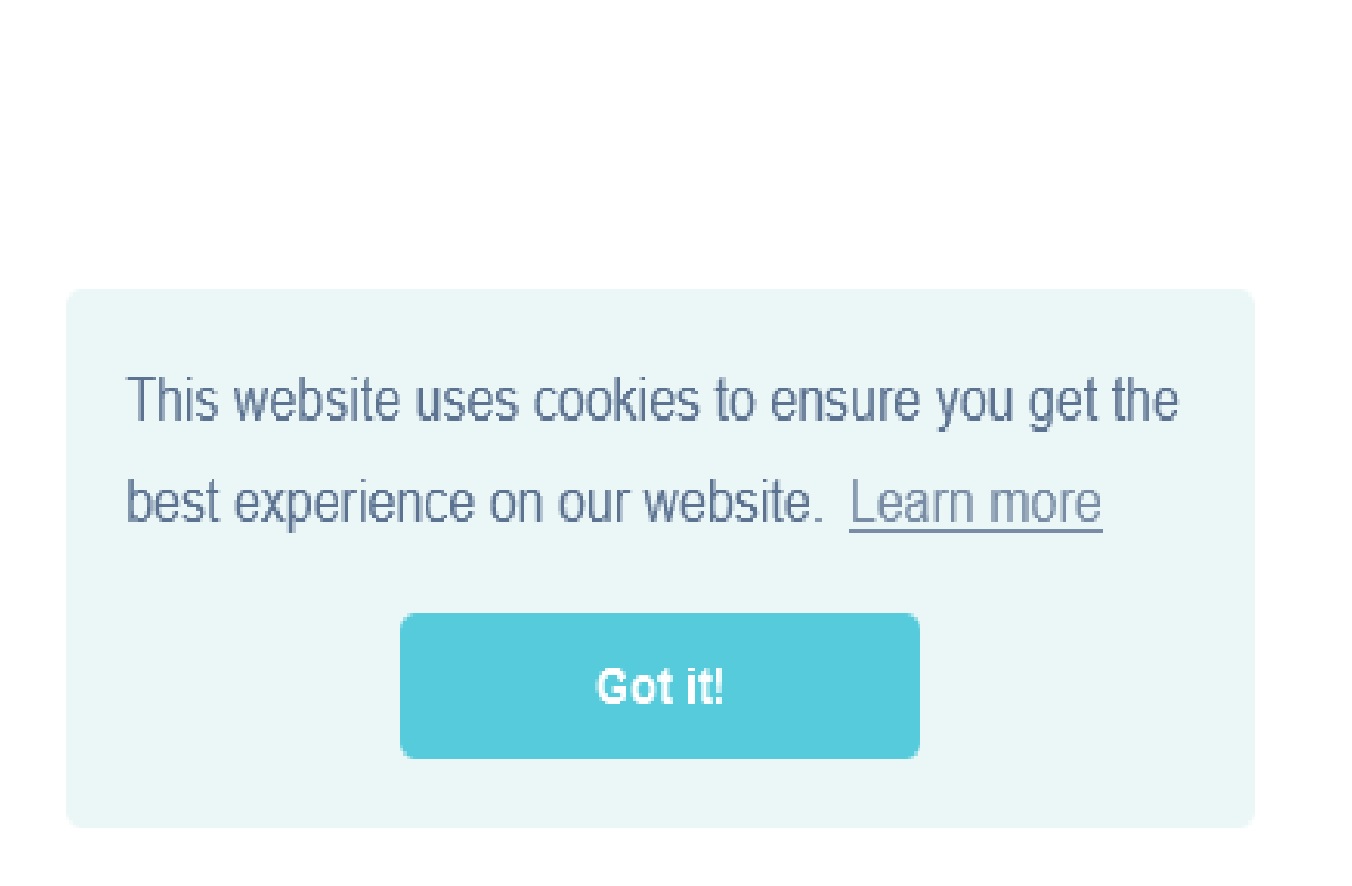 This website uses cookies to ensure you get the
best experience on our website. Learn more
Got it!